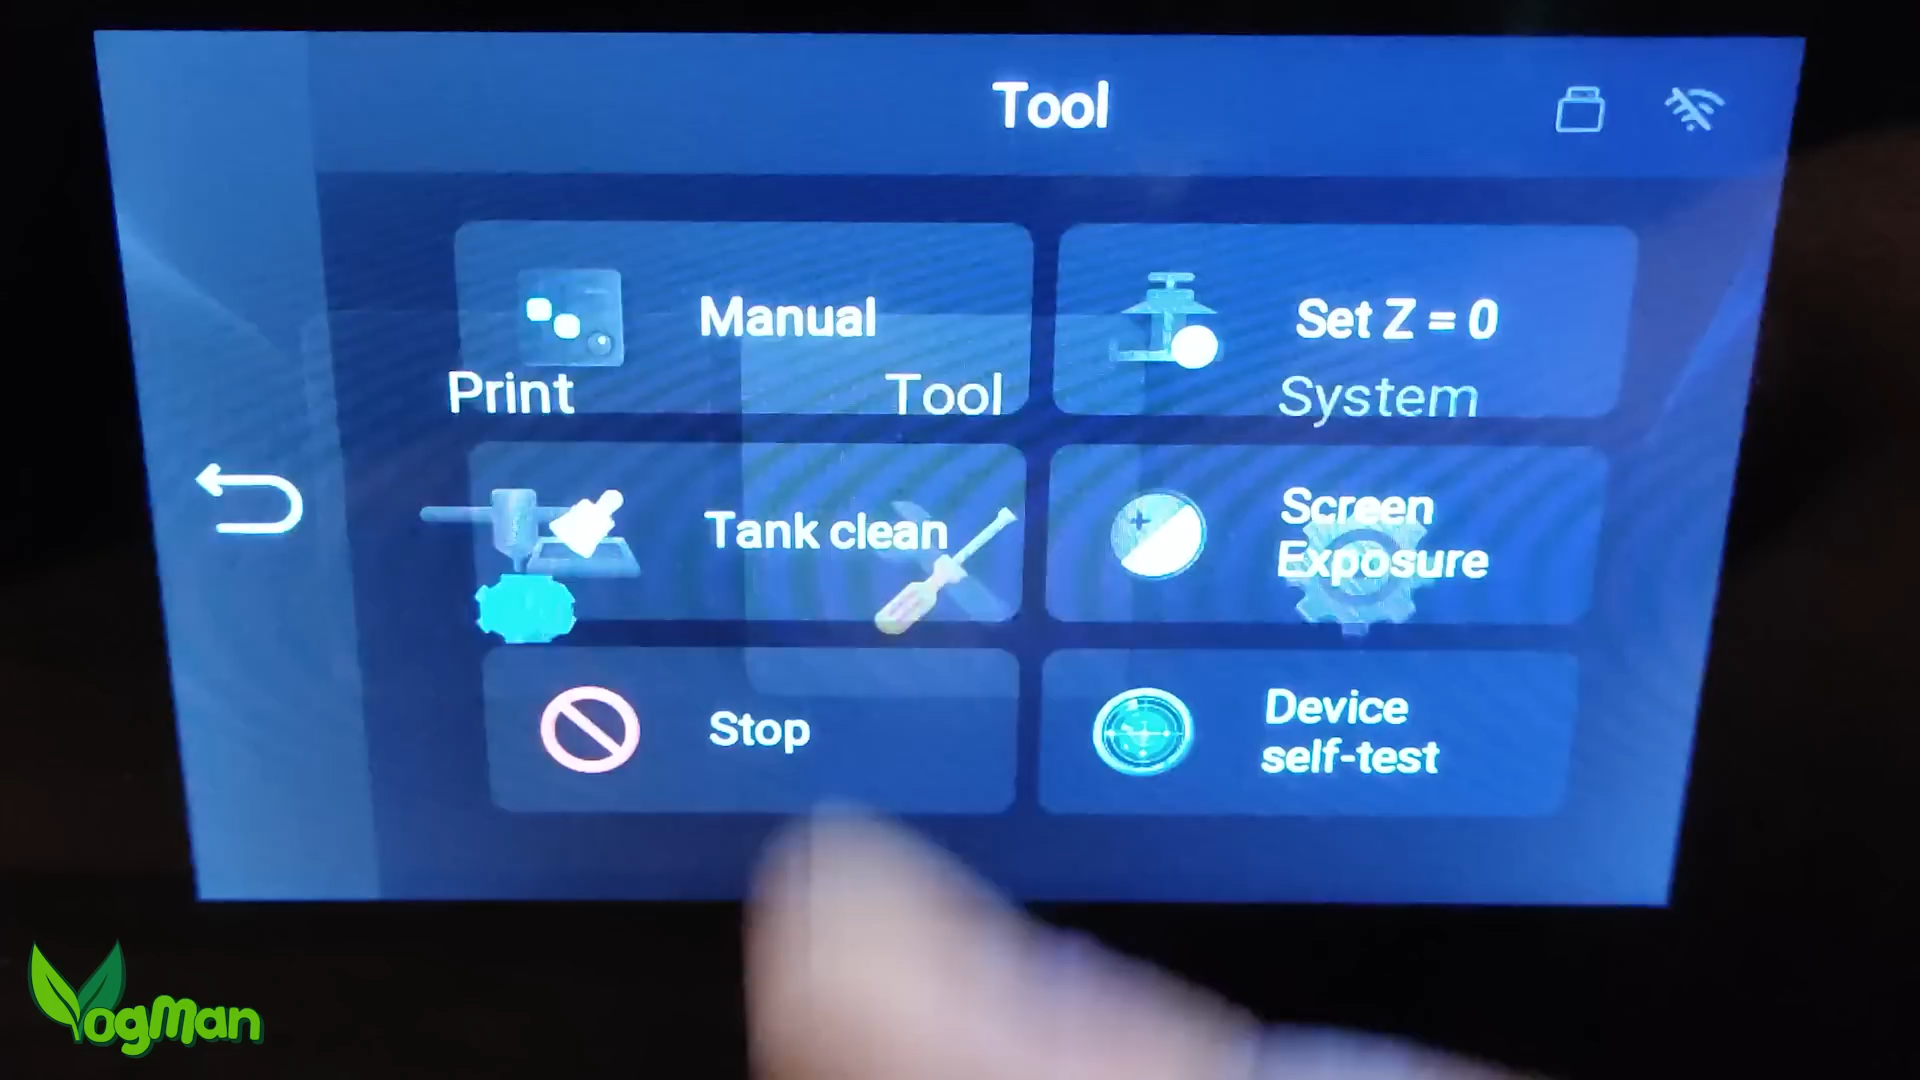 Tool
Manual
Set Z = 0
Print
Tool
System
Tank clean
Screen
Exposure
Stop
Device
self-test
YogMan